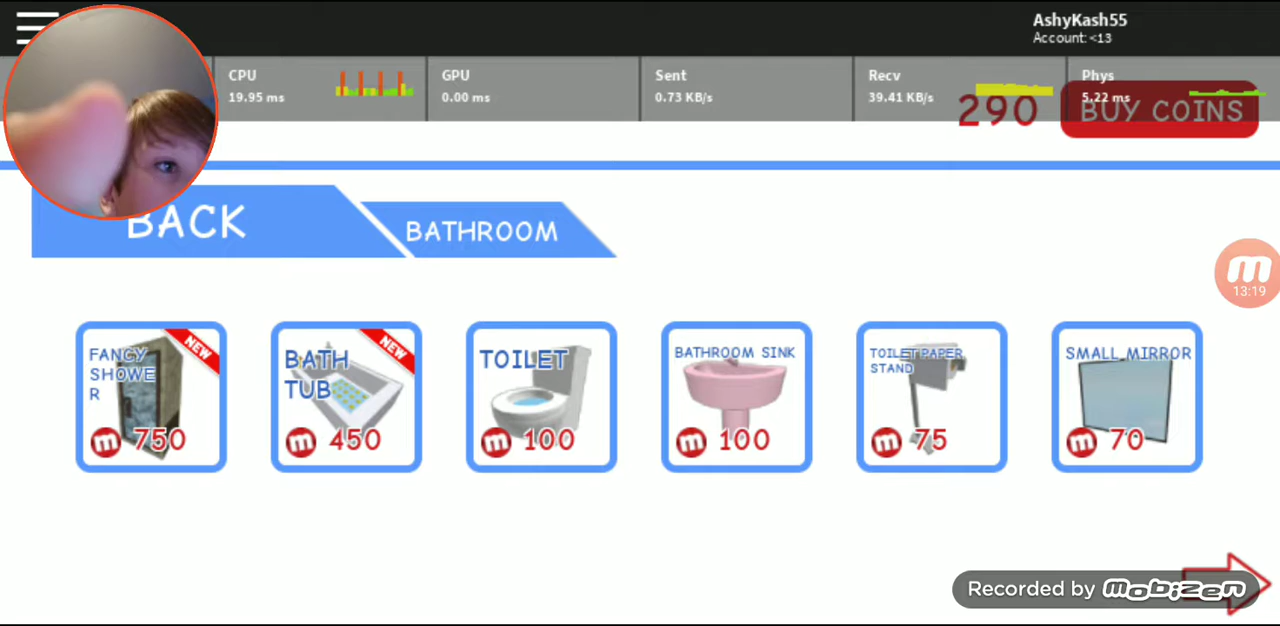 AshyKash55
Account: <13
CPU
19.95 ms
GPU
0.00 ms
Sent
0.73 KB/s
Recv
39.41 KB/s
Phys
5.22 ms
290
BUY COINS
BACK
BATHROOM
m
13:19
FANCY
SHOWE
R
NEW
m 750
BATH
TUB
NEW
m 450
TOILET
m 100
BATHROOM SINK
m 100
TOILET PAPER
STAND
m 75
SMALL MIRROR
m 70
Recorded by mobizen